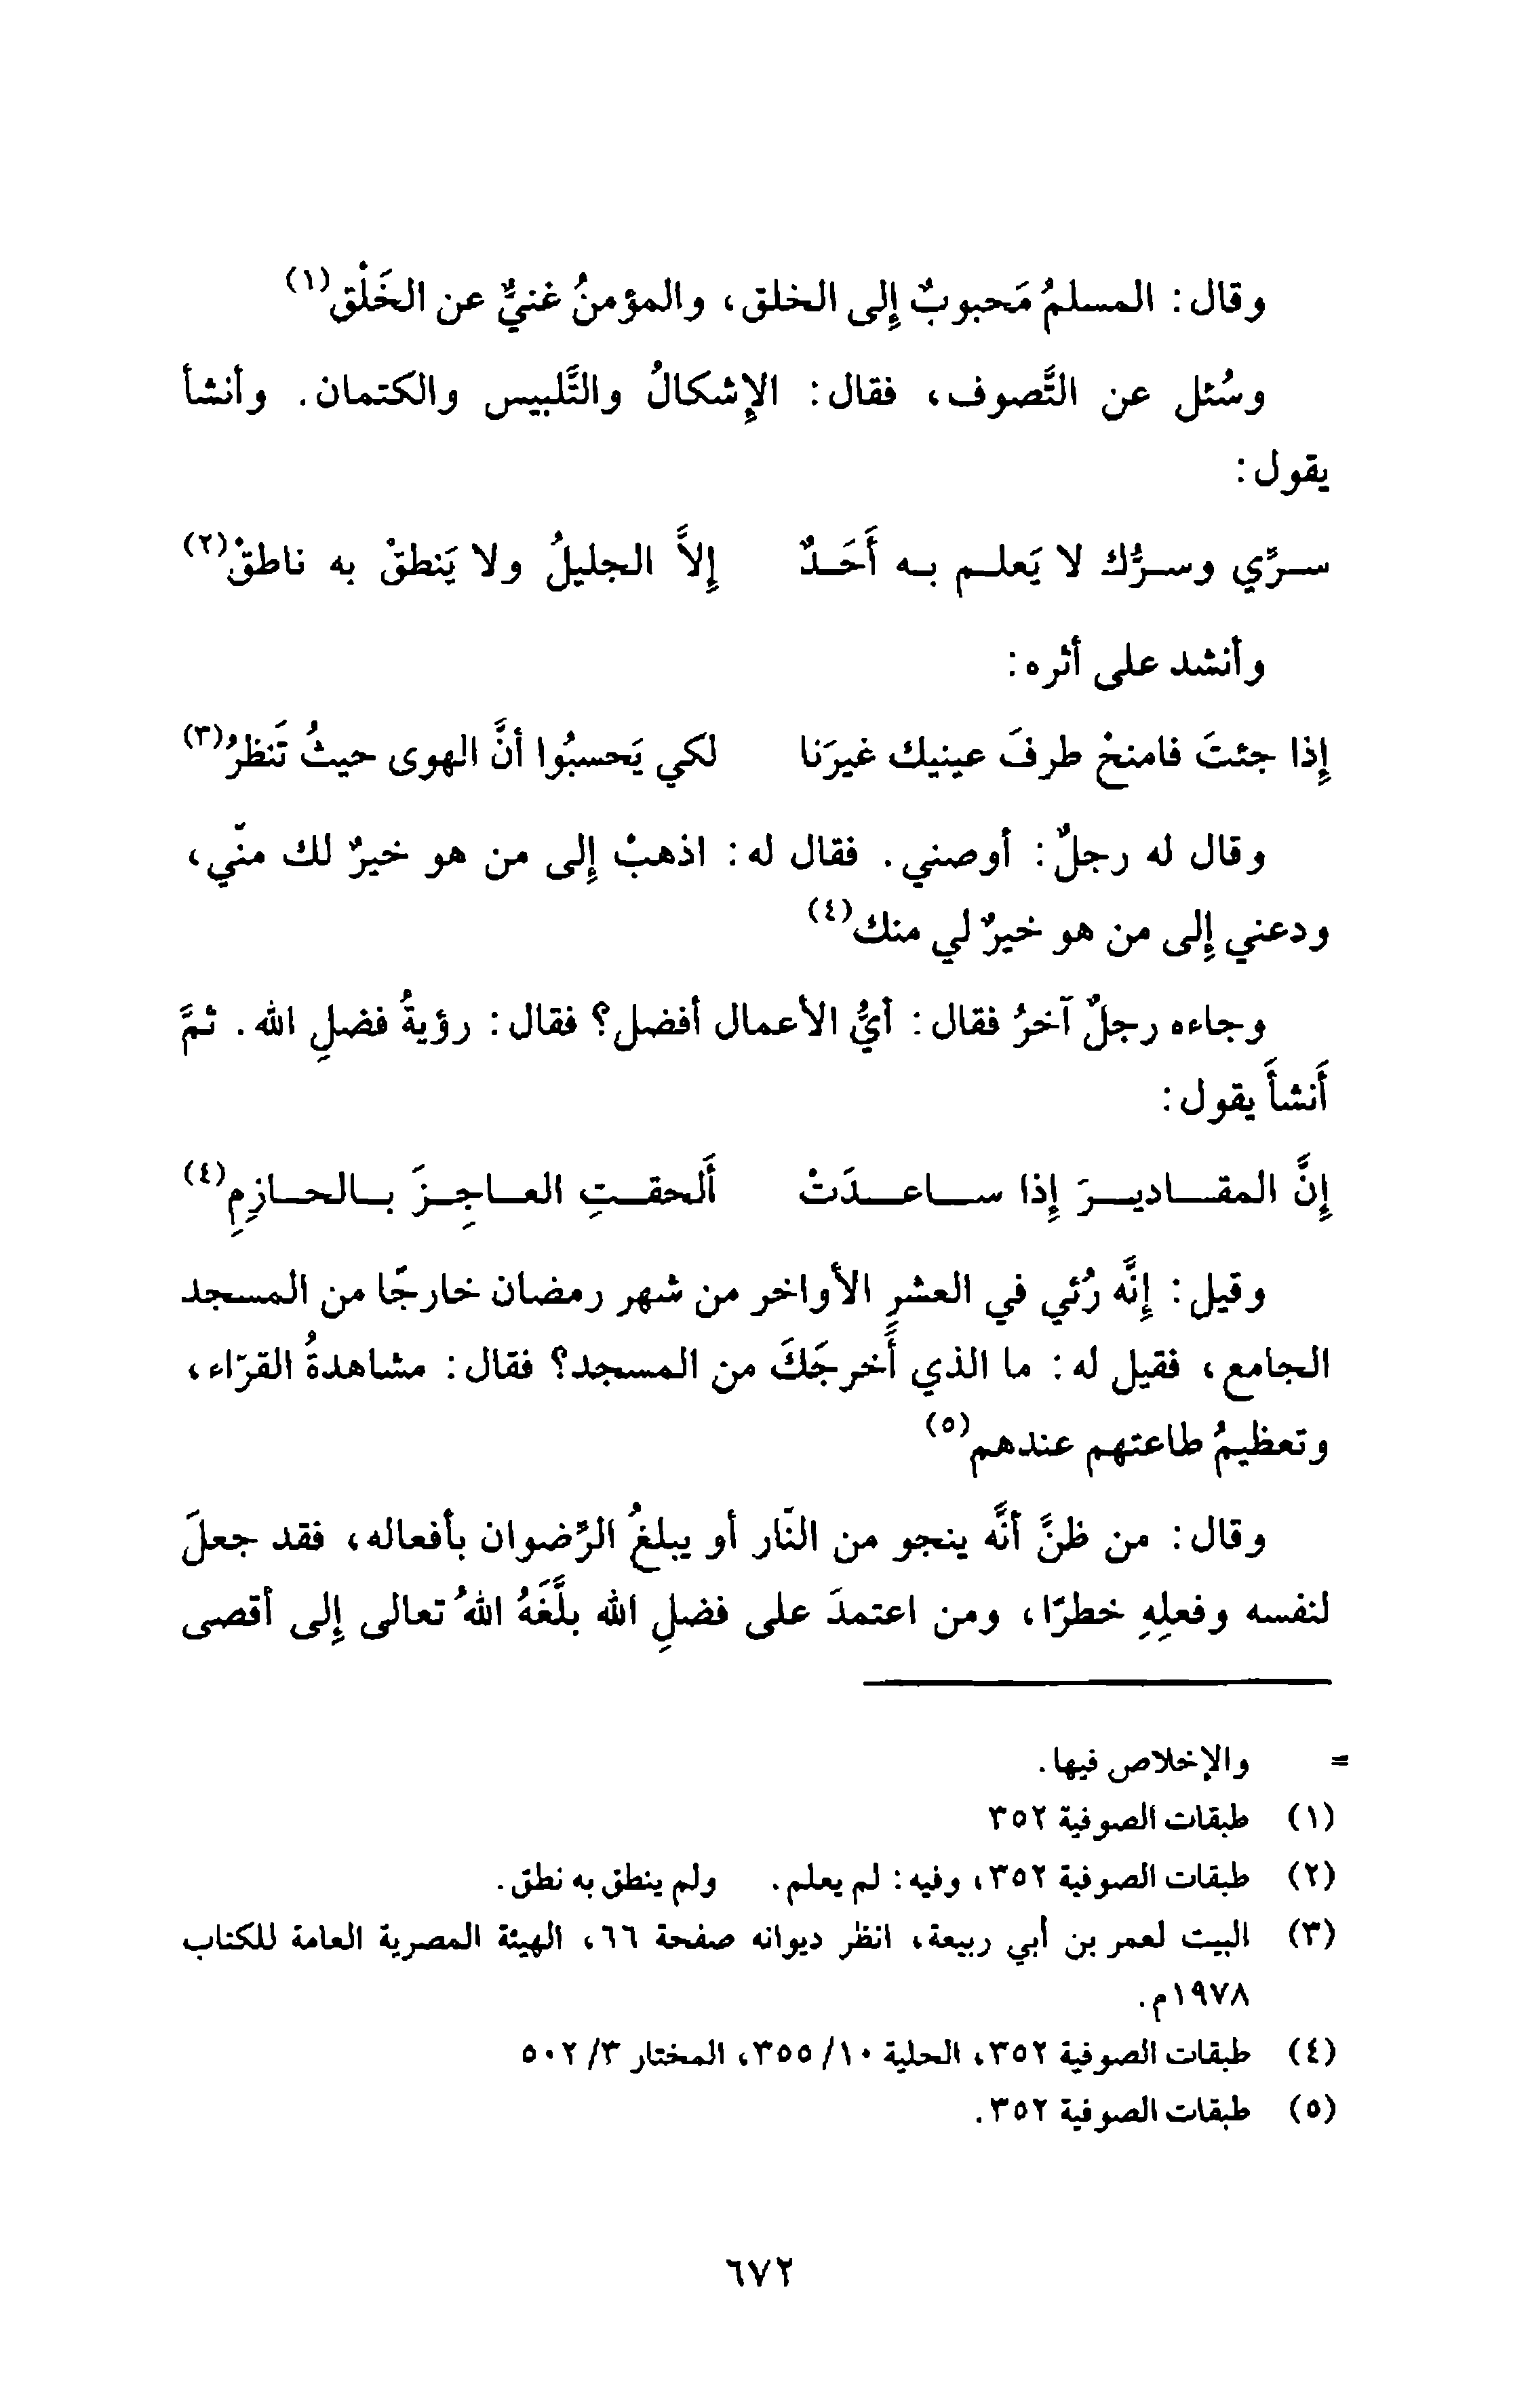 وقال: المسلمُ مَحبوبٌ إلى الخلق، والمؤمنُ غنيٌّ عن الخَلْق(١)
وسُئل عن التَّصوف، فقال: الإشكالُ والتَّلبيس والكتمان. وأنشأ
يقول:
سـرِّي وسـرُّك لا يَعلـم بـه أَحَـدٌ إلاَّ الجليلُ ولا يَنطقْ به ناطقْ(٢)
وأنشد على أثره:
إذا جئتَ فامنحْ طرفَ عينيك غيرَنا لكي يَحسبُوا أنَّ الهوى حيثُ تَنظرُ(٣)
وقال له رجلٌ: أوصني. فقال له: اذهبْ إلى من هو خيرٌ لك منّي،
ودعني إلى من هو خيرٌ لي منك(٤)
وجاءه رجلٌ آخرُ فقال: أيُّ الأعمال أفضل؟ فقال: رؤيةُ فضلِ الله. ثمَّ
أَنشأَ يقول:
إنَّ المقـاديـرَ إذا سـاعـدَتْ أَلحقـتِ العـاجِـزَ بـالحـازِمِ(٤)
وقيل: إنَّه رُئي في العشرِ الأواخر من شهر رمضان خارجًا من المسجد
الجامع، فقيل له: ما الذي أَخرجَكَ من المسجد؟ فقال: مشاهدةُ القرّاء،
وتعظيمُ طاعتهم عندهم(٥)
وقال: من ظنَّ أنَّه ينجو من النّار أو يبلغُ الرِّضوان بأفعاله، فقد جعلَ
لنفسه وفعلِهِ خطرًا، ومن اعتمدَ على فضلِ الله بلَّغَهُ اللهُ تعالى إلى أقصى
= والإخلاص فيها.
(١) طبقات الصوفية ٣٥٢
(٢) طبقات الصوفية ٣٥٢، وفيه: لم يعلم. ولم ينطق به نطق.
(٣) البيت لعمر بن أبي ربيعة، انظر ديوانه صفحة ٦٦، الهيئة المصرية العامة للكتاب
١٩٧٨م.
(٤) طبقات الصوفية ٣٥٢، الحلية ١٠/ ٣٥٥، المختار ٣/ ٥٠٢
(٥) طبقات الصوفية ٣٥٢.
٦٧٢